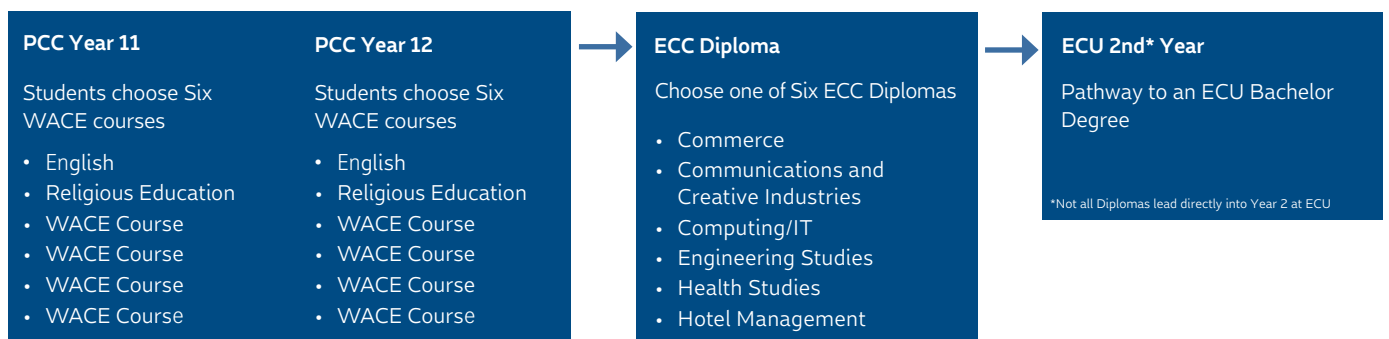 PCC Year 11
Students choose Six
WACE courses
• English
• Religious Education
• WACE Course
• WACE Course
• WACE Course
• WACE Course
PCC Year 12
Students choose Six
WACE courses
• English
• Religious Education
• WACE Course
• WACE Course
• WACE Course
• WACE Course
ECC Diploma
Choose one of Six ECC Diplomas
• Commerce
• Communications and
Creative Industries
• Computing/IT
• Engineering Studies
• Health Studies
• Hotel Management
ECU 2nd* Year
Pathway to an ECU Bachelor
Degree
*Not all Diplomas lead directly into Year 2 at ECU